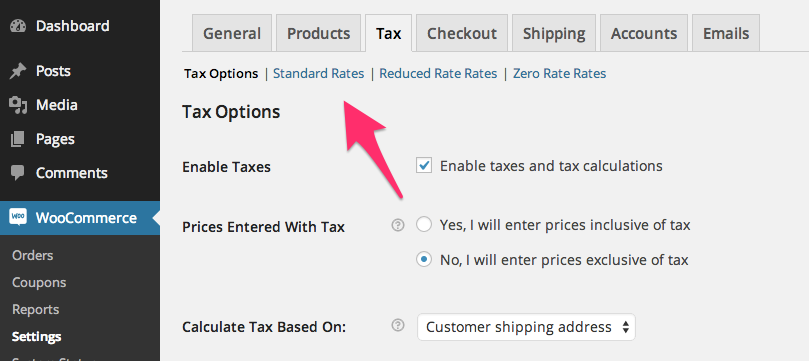 Dashboard
Posts
Media
Pages
Comments
WOO WooCommerce
Orders
Coupons
Reports
Settings
General Products Tax Checkout Shipping Accounts Emails
Tax Options | Standard Rates | Reduced Rate Rates | Zero Rate Rates
Tax Options
Enable Taxes Enable taxes and tax calculations
Prices Entered With Tax ? Yes, I will enter prices inclusive of tax
No, I will enter prices exclusive of tax
Calculate Tax Based On: ? Customer shipping address